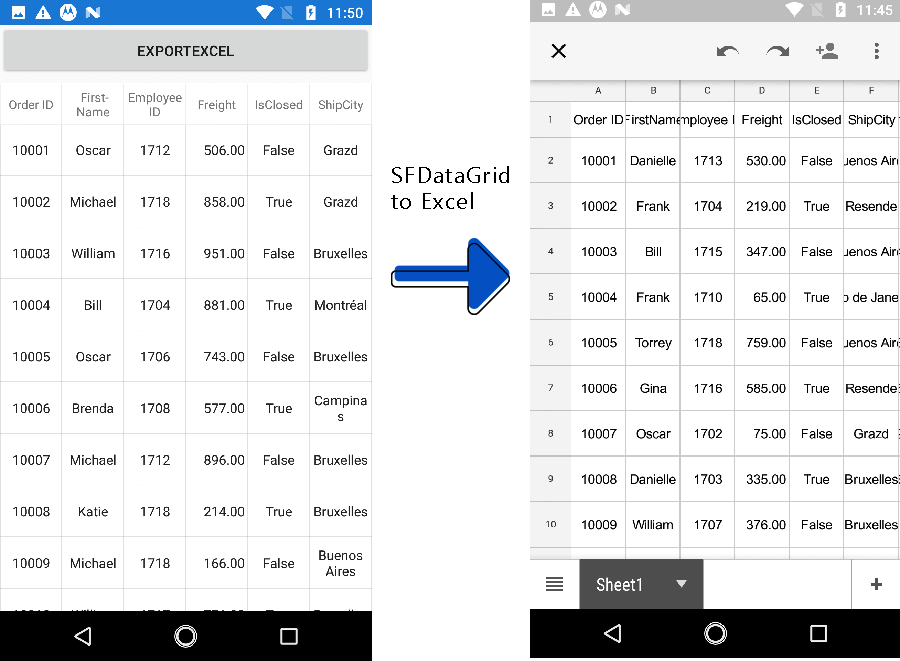 11:50
EXPORTEXCEL
Order ID First-Name Employee ID Freight IsClosed ShipCity
10001 Oscar 1712 506.00 False Grazd
10002 Michael 1718 858.00 True Grazd
10003 William 1716 951.00 False Bruxelles
10004 Bill 1704 881.00 True Montréal
10005 Oscar 1706 743.00 False Bruxelles
10006 Brenda 1708 577.00 True Campinas
10007 Michael 1712 896.00 False Bruxelles
10008 Katie 1718 214.00 True Bruxelles
10009 Michael 1718 166.00 False Buenos Aires
SFDataGrid
to Excel
11:45
A B C D E F
1 Order ID FirstName mployee I Freight IsClosed ShipCity
2 10001 Danielle 1713 530.00 False uenos Air
3 10002 Frank 1704 219.00 True Resende
4 10003 Bill 1715 347.00 False uenos Air
5 10004 Frank 1710 65.00 True o de Jane
6 10005 Torrey 1718 759.00 False uenos Air
7 10006 Gina 1716 585.00 True Resende
8 10007 Oscar 1702 75.00 False Grazd
9 10008 Danielle 1703 335.00 True Bruxelles
10 10009 William 1707 376.00 False Bruxelles
Sheet1